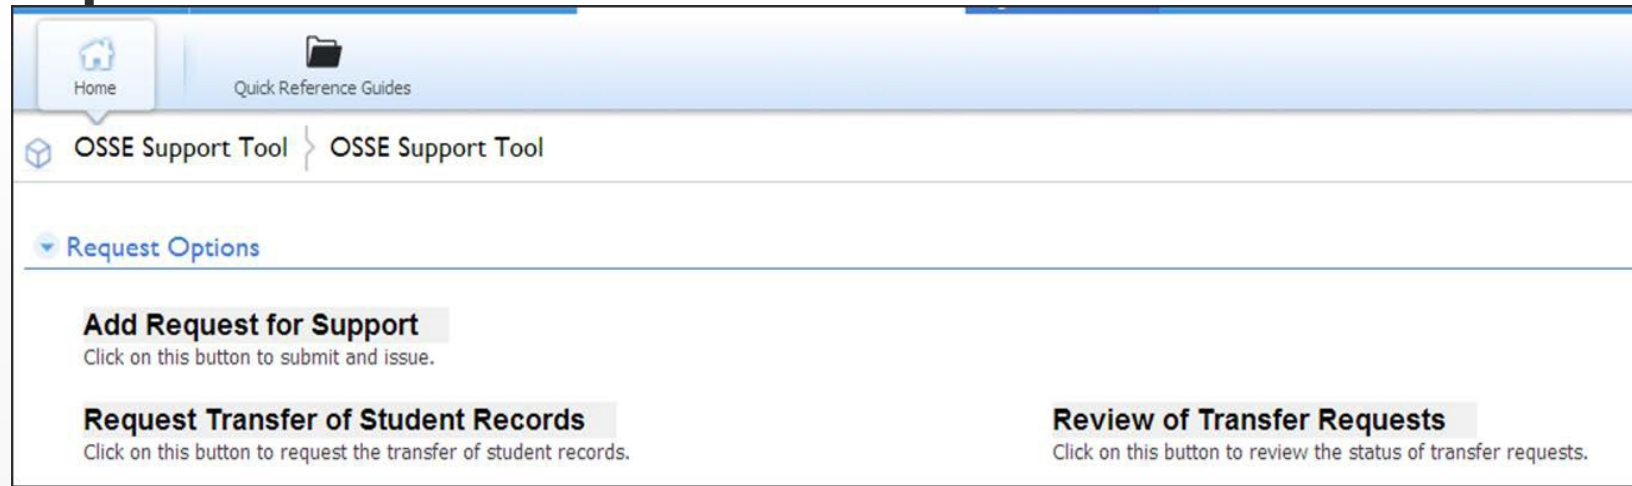 Home
Quick Reference Guides
OSSE Support Tool OSSE Support Tool
Request Options
Add Request for Support
Click on this button to submit and issue.
Request Transfer of Student Records
Click on this button to request the transfer of student records.
Review of Transfer Requests
Click on this button to review the status of transfer requests.